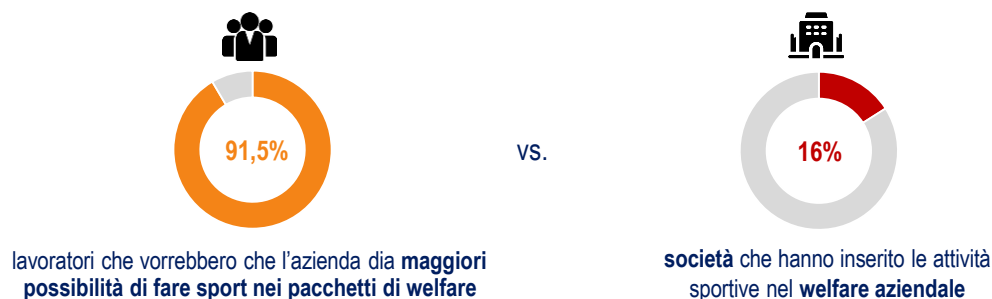 91,5%
vs.
16%
lavoratori che vorrebbero che l'azienda dia maggiori
possibilità di fare sport nei pacchetti di welfare
società che hanno inserito le attività
sportive nel welfare aziendale